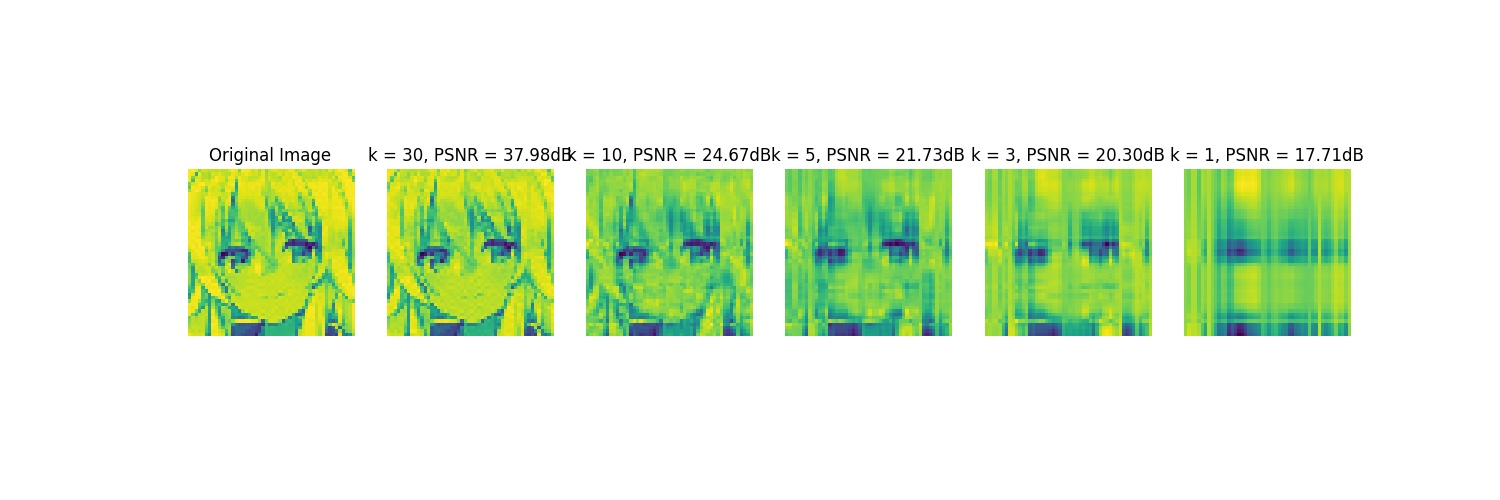 Original Image
k = 30, PSNR = 37.98dB
k = 10, PSNR = 24.67dB
k = 5, PSNR = 21.73dB
k = 3, PSNR = 20.30dB
k = 1, PSNR = 17.71dB